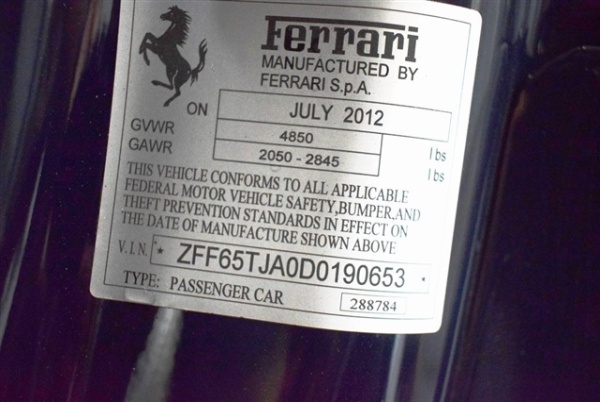 Ferrari
MANUFACTURED BY
FERRARI S.p.A.
ON JULY 2012
GVWR 4850 lbs
GAWR 2050 - 2845 lbs
THIS VEHICLE CONFORMS TO ALL APPLICABLE
FEDERAL MOTOR VEHICLE SAFETY,BUMPER,AND
THEFT PREVENTION STANDARDS IN EFFECT ON
THE DATE OF MANUFACTURE SHOWN ABOVE
V.I.N. * ZFF65TJA0D0190653 *
TYPE: PASSENGER CAR 288784